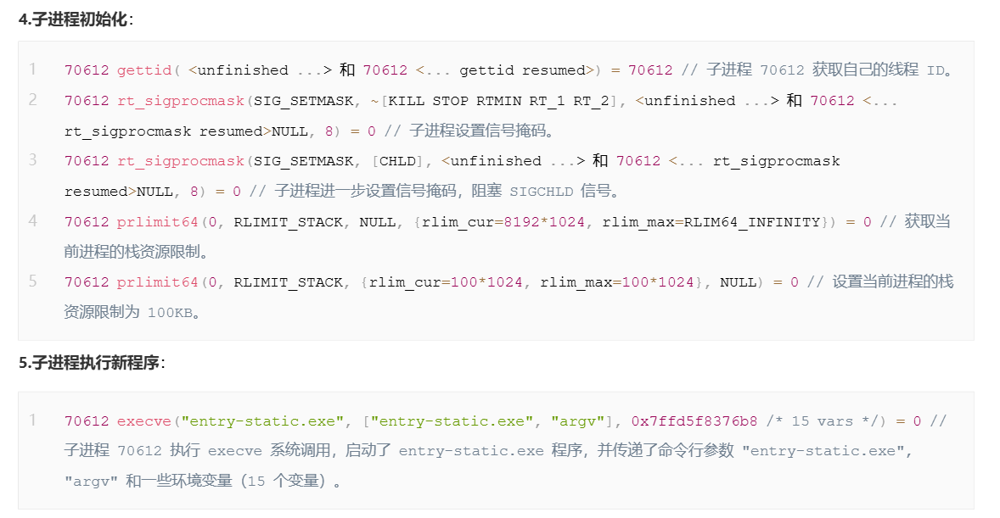 4.子进程初始化：
1 70612 gettid( <unfinished ...> 和 70612 <... gettid resumed>) = 70612 // 子进程 70612 获取自己的线程 ID。
2 70612 rt_sigprocmask(SIG_SETMASK, ~[KILL STOP RTMIN RT_1 RT_2], <unfinished ...> 和 70612 <...
rt_sigprocmask resumed>NULL, 8) = 0 // 子进程设置信号掩码。
3 70612 rt_sigprocmask(SIG_SETMASK, [CHLD], <unfinished ...> 和 70612 <... rt_sigprocmask
resumed>NULL, 8) = 0 // 子进程进一步设置信号掩码，阻塞 SIGCHLD 信号。
4 70612 prlimit64(0, RLIMIT_STACK, NULL, {rlim_cur=8192*1024, rlim_max=RLIM64_INFINITY}) = 0 // 获取当
前进程的栈资源限制。
5 70612 prlimit64(0, RLIMIT_STACK, {rlim_cur=100*1024, rlim_max=100*1024}, NULL) = 0 // 设置当前进程的栈
资源限制为 100KB。
5.子进程执行新程序：
1 70612 execve("entry-static.exe", ["entry-static.exe", "argv"], 0x7ffd5f8376b8 /* 15 vars */) = 0 //
子进程 70612 执行 execve 系统调用，启动了 entry-static.exe 程序，并传递了命令行参数 "entry-static.exe",
"argv" 和一些环境变量（15 个变量）。